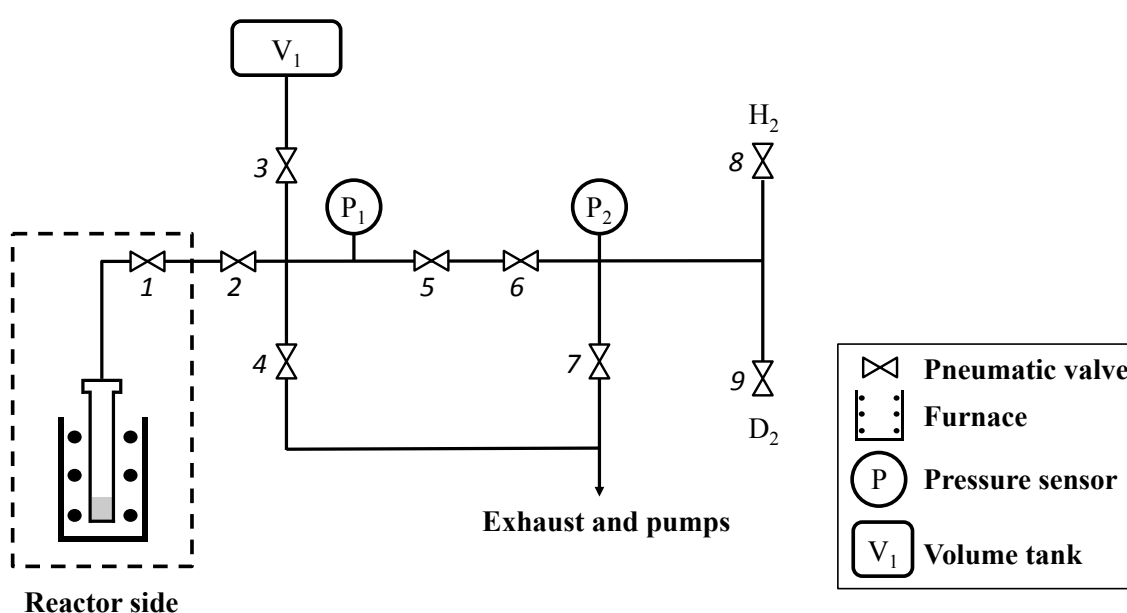 V₁
H₂
8
3
P₁
P₂
1
2
5
6
4
7
9
D₂
Exhaust and pumps
Reactor side
Pneumatic valve
Furnace
P Pressure sensor
V₁ Volume tank